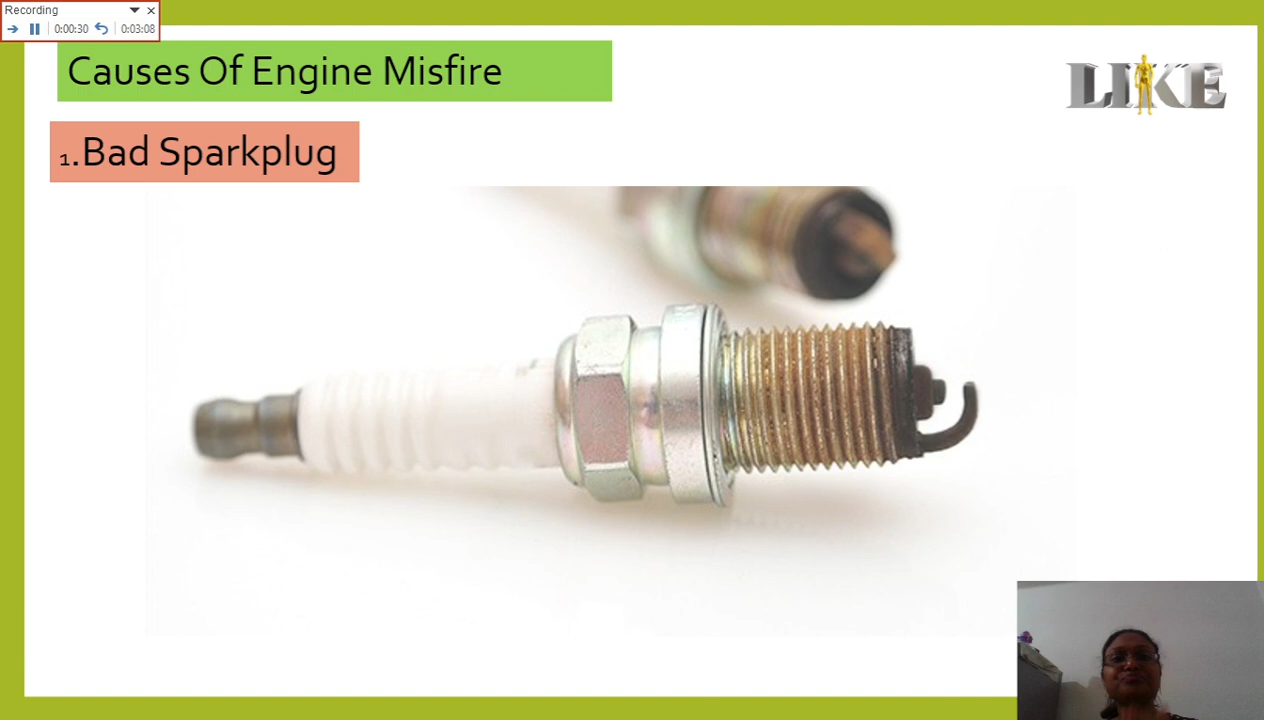 Recording
0:00:30 0:03:08
Causes Of Engine Misfire
LIKE
1.Bad Sparkplug